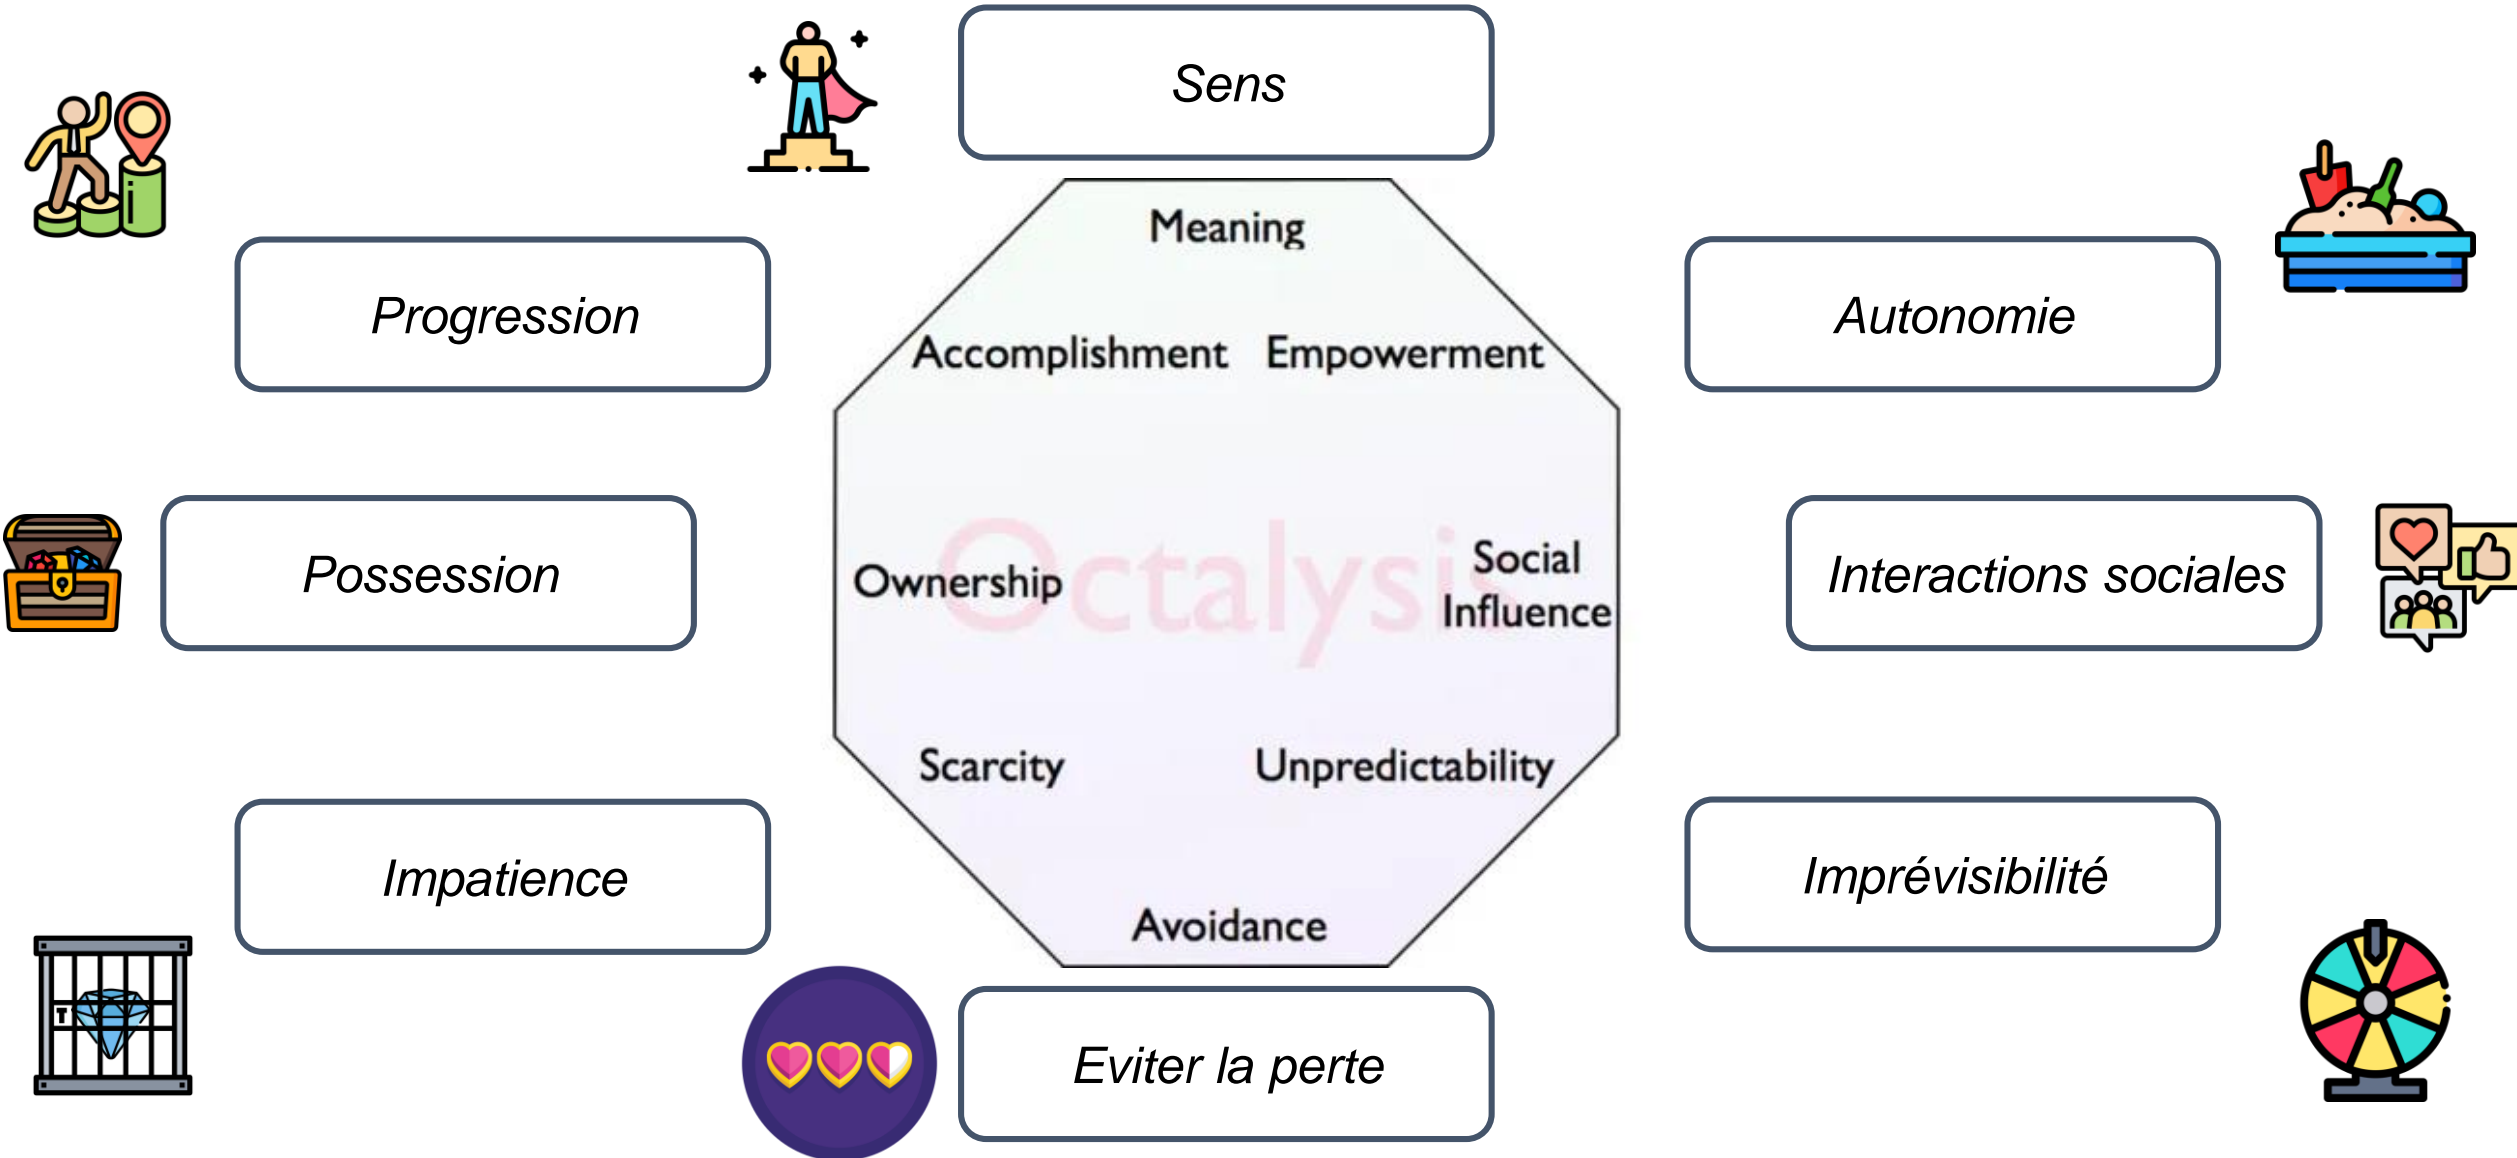 Sens
Meaning
Progression
Autonomie
Accomplishment
Empowerment
Possession
Interactions sociales
Octalysis
Ownership
Social
Influence
Scarcity
Unpredictability
Impatience
Imprévisibilité
Avoidance
T
Eviter la perte